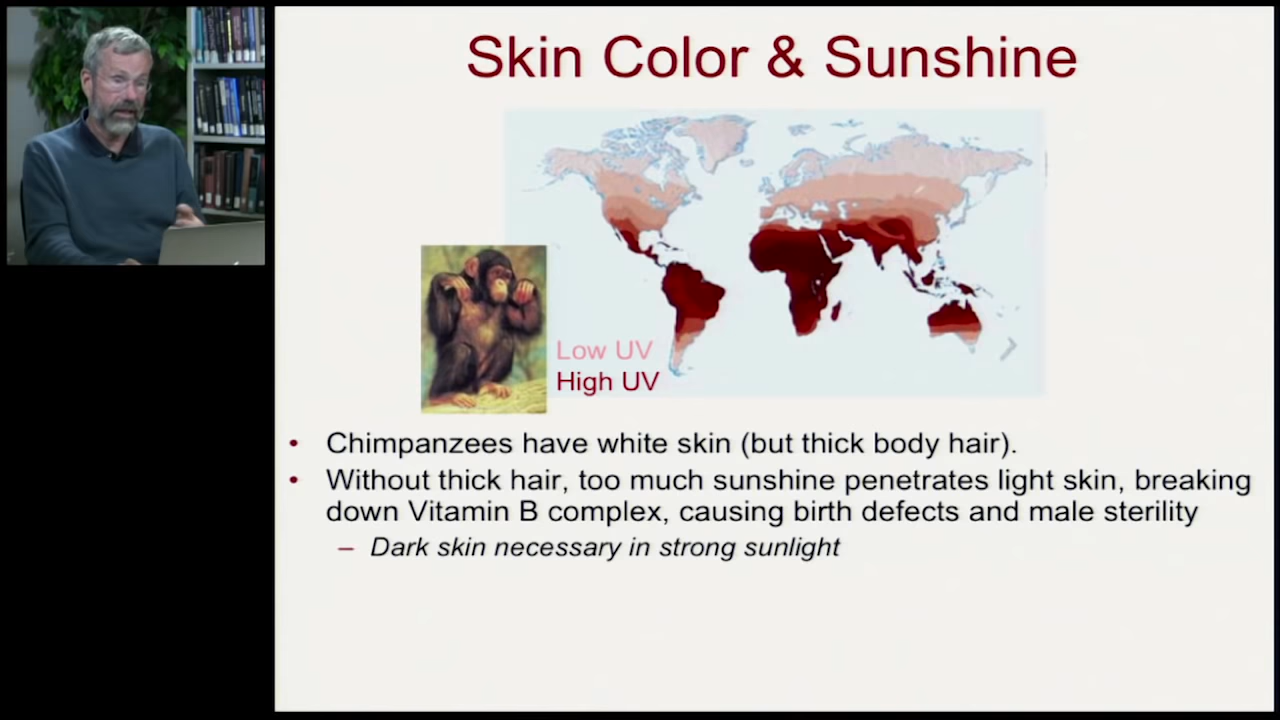 Skin Color & Sunshine
Low UV
High UV
• Chimpanzees have white skin (but thick body hair).
• Without thick hair, too much sunshine penetrates light skin, breaking
down Vitamin B complex, causing birth defects and male sterility
– Dark skin necessary in strong sunlight